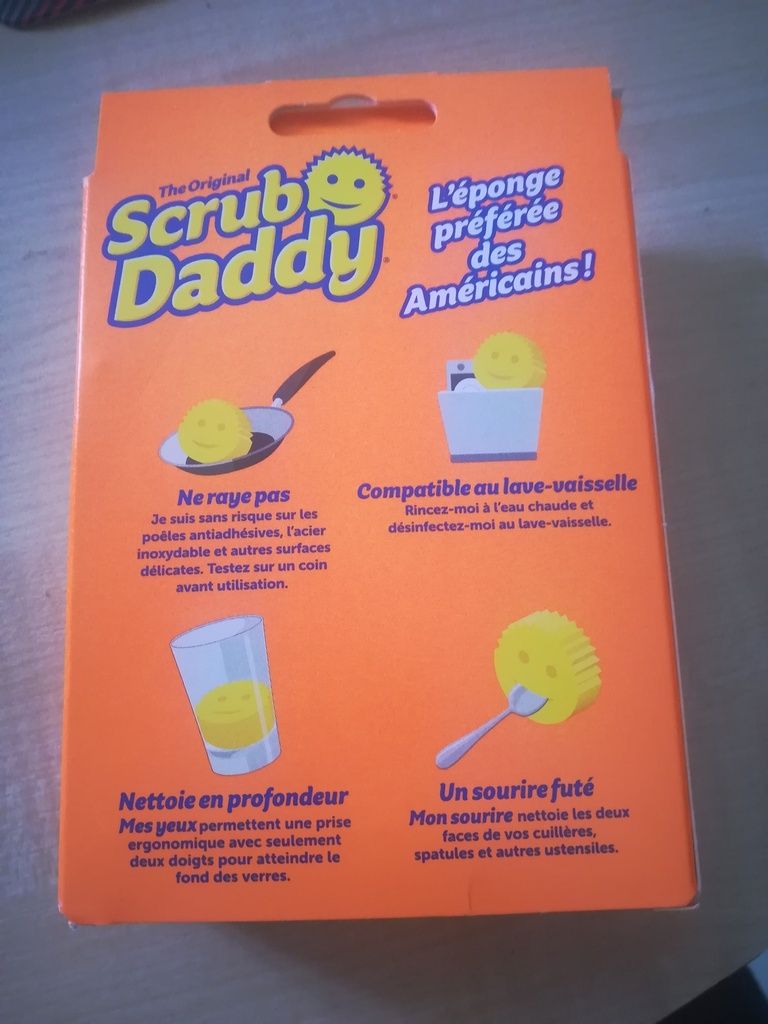 The Original
Scrub
Daddy
L'éponge
préférée
des
Américains!
Ne raye pas
Je suis sans risque sur les
poêles antiadhésives, l'acier
inoxydable et autres surfaces
délicates. Testez sur un coin
avant utilisation.
Compatible au lave-vaisselle
Rincez-moi à l'eau chaude et
désinfectez-moi au lave-vaisselle.
Nettoie en profondeur
Mes yeux permettent une prise
ergonomique avec seulement
deux doigts pour atteindre le
fond des verres.
Un sourire futé
Mon sourire nettoie les deux
faces de vos cuillères,
spatules et autres ustensiles.